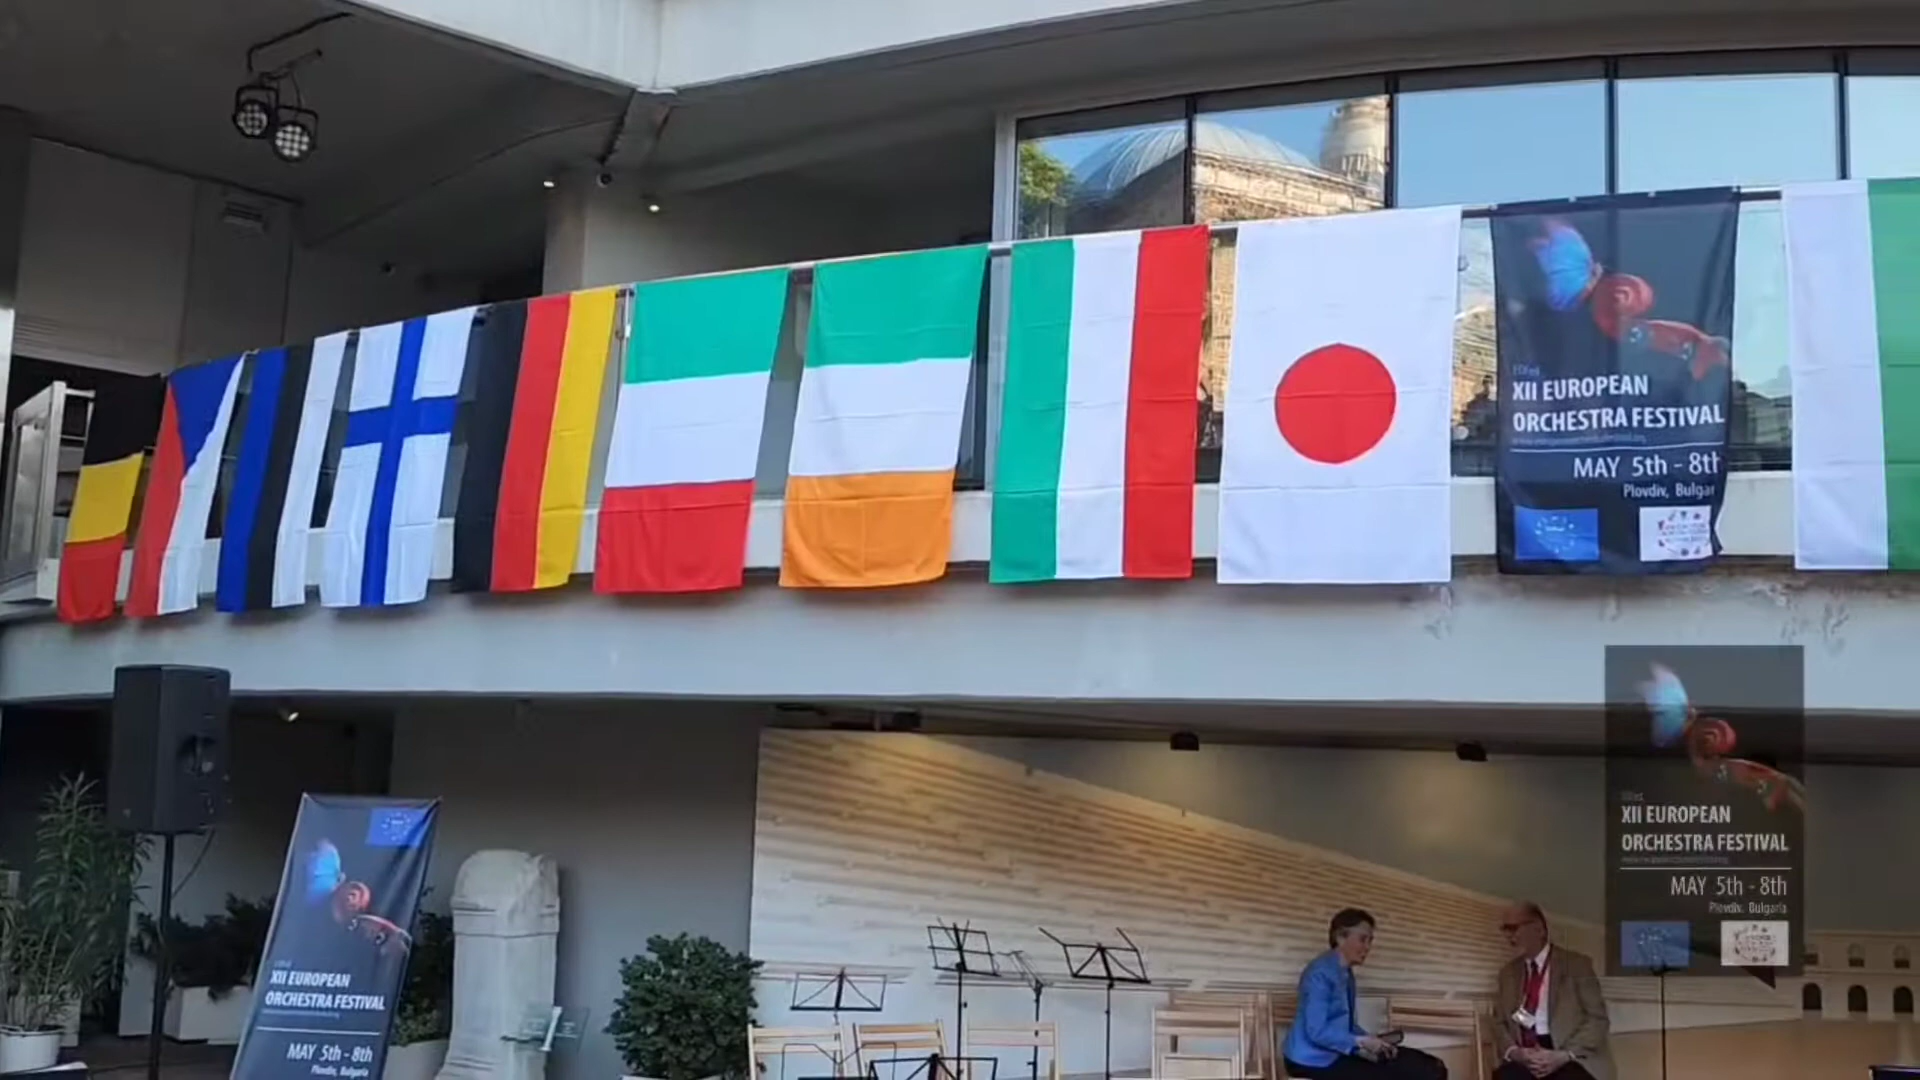 XII EUROPEAN
ORCHESTRA FESTIVAL
MAY 5th - 8th
Plovdiv, Bulgar
XII EUROPEAN
ORCHESTRA FESTIVAL
MAY 5th - 8th
Plovdiv, Bulgaria
XII EUROPEAN
ORCHESTRA FESTIVAL
MAY 5th - 8th
Plovdiv, Bulgaria